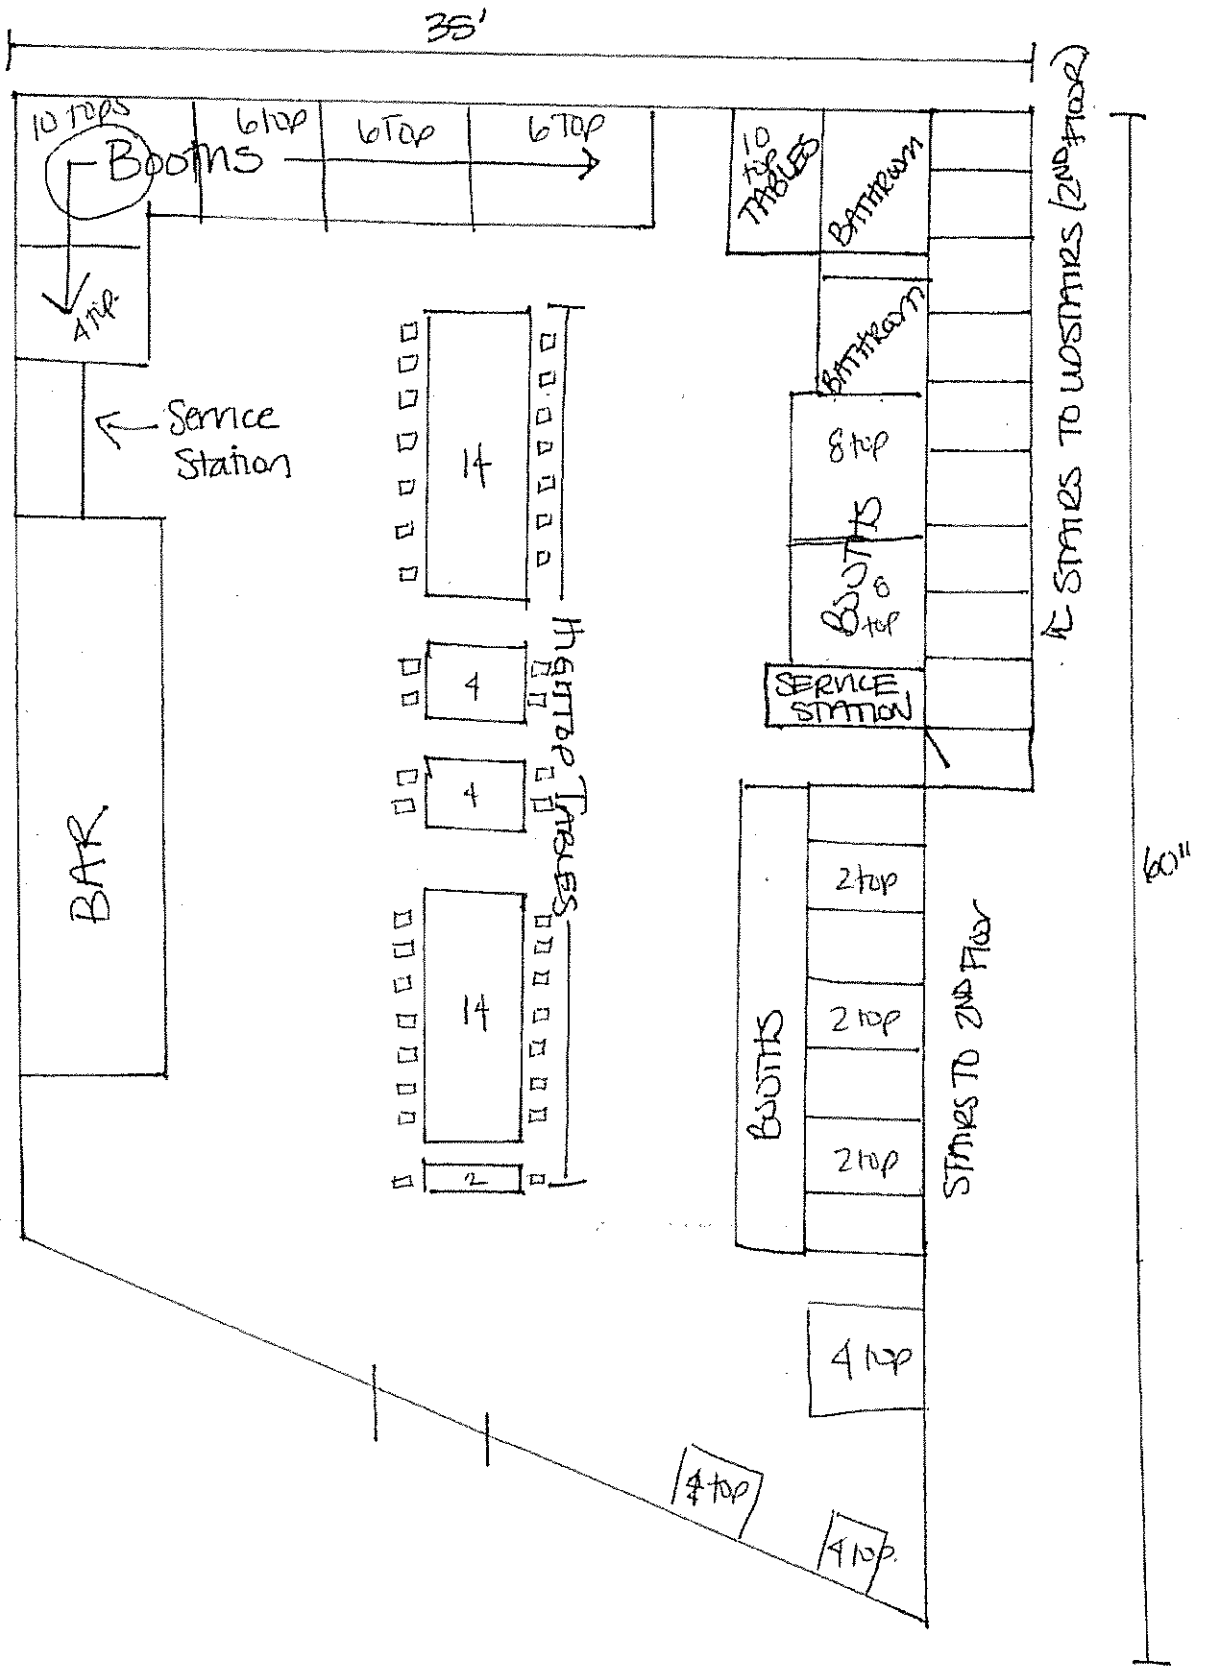 35'
10 TOPS
6 TOP
6 TOP
6 TOP
Booths
4 top.
10
top
TABLES
BATHROOM
BATHROOM
STAIRS TO UPSTAIRS (2ND FLOOR)
Service
Station
14
8 top
BOOTHS
8
top
4
SERVICE
STATION
HIGHTOP TABLES
4
BAR
60"
2 top
14
2 top
BOOTHS
STAIRS TO 2ND Floor
2 top
2
4 top
4 top
4 top.